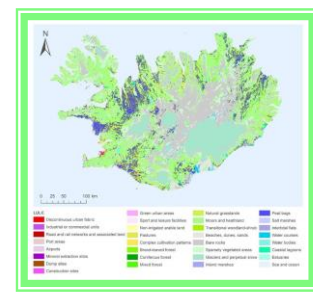 N
0 25 50 100 km
Discontinuous urban fabric
Industrial or commercial units
Road and rail networks and associated land
Port areas
Airports
Mineral extraction sites
Dump sites
Construction sites
Green urban areas
Sport and leisure facilities
Non-irrigated arable land
Pastures
Complex cultivation patterns
Broad-leaved forest
Coniferous forest
Mixed forest
Natural grasslands
Moors and heathland
Transitional woodland-shrub
Beaches, dunes, sands
Bare rocks
Sparsely vegetated areas
Glaciers and perpetual snow
Inland marshes
Peat bogs
Salt marshes
Intertidal flats
Water courses
Water bodies
Coastal lagoons
Estuaries
Sea and ocean